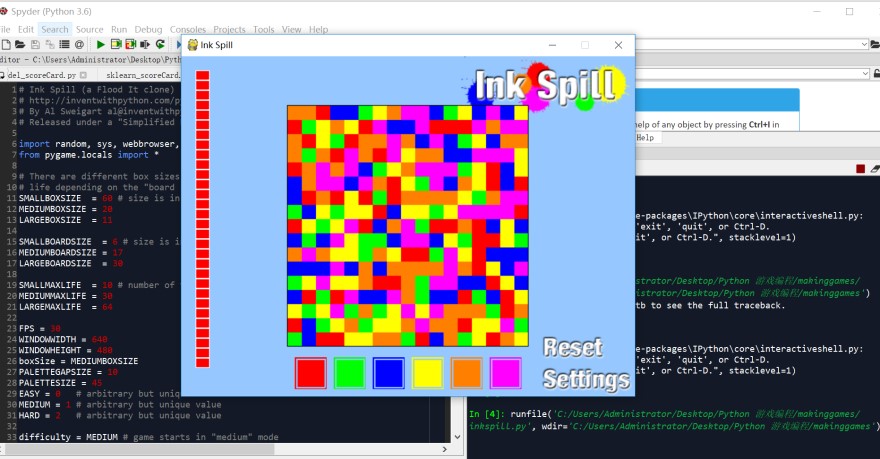 Spyder (Python 3.6)
File Edit Search Source Run Debug Consoles Projects Tools View Help
Ink Spill
Editor - C:\Users\Administrator\Desktop\Pyth
del_scoreCard.py
sklearn_scoreCard.
1 # Ink Spill (a Flood It clone)
2 # http://inventwithpython.com/p
3 # By Al Sweigart al@inventwithp
4 # Released under a "Simplified
5
6 import random, sys, webbrowser,
7 from pygame.locals import *
8
9 # There are different box sizes
10 # life depending on the "board
11 SMALLBOXSIZE = 60 # size is in
12 MEDIUMBOXSIZE = 20
13 LARGEBOXSIZE = 11
14
15 SMALLBOARDSIZE = 6 # size is i
16 MEDIUMBOARDSIZE = 17
17 LARGEBOARDSIZE = 30
18
19 SMALLMAXLIFE = 10 # number of
20 MEDIUMMAXLIFE = 30
21 LARGEMAXLIFE = 64
22
23 FPS = 30
24 WINDOWWIDTH = 640
25 WINDOWHEIGHT = 480
26 boxSize = MEDIUMBOXSIZE
27 PALETTEGAPSIZE = 10
28 PALETTESIZE = 45
29 EASY = 0 # arbitrary but uniq
30 MEDIUM = 1 # arbitrary but unique value
31 HARD = 2 # arbitrary but unique value
32
33 difficulty = MEDIUM # game starts in "medium" mode
Ink Spill
Reset
Settings
help of any object by pressing Ctrl+I in
Help
e-packages\IPython\core\interactiveshell.py:
'exit', 'quit', or Ctrl-D.
it', or Ctrl-D.", stacklevel=1)
istrator/Desktop/Python 游戏编程/makinggames/
nistrator/Desktop/Python 游戏编程/makinggames')
tb to see the full traceback.
e-packages\IPython\core\interactiveshell.py:
'exit', 'quit', or Ctrl-D.
it', or Ctrl-D.", stacklevel=1)
In [4]: runfile('C:/Users/Administrator/Desktop/Python 游戏编程/makinggames/
inkspill.py', wdir='C:/Users/Administrator/Desktop/Python 游戏编程/makinggames')